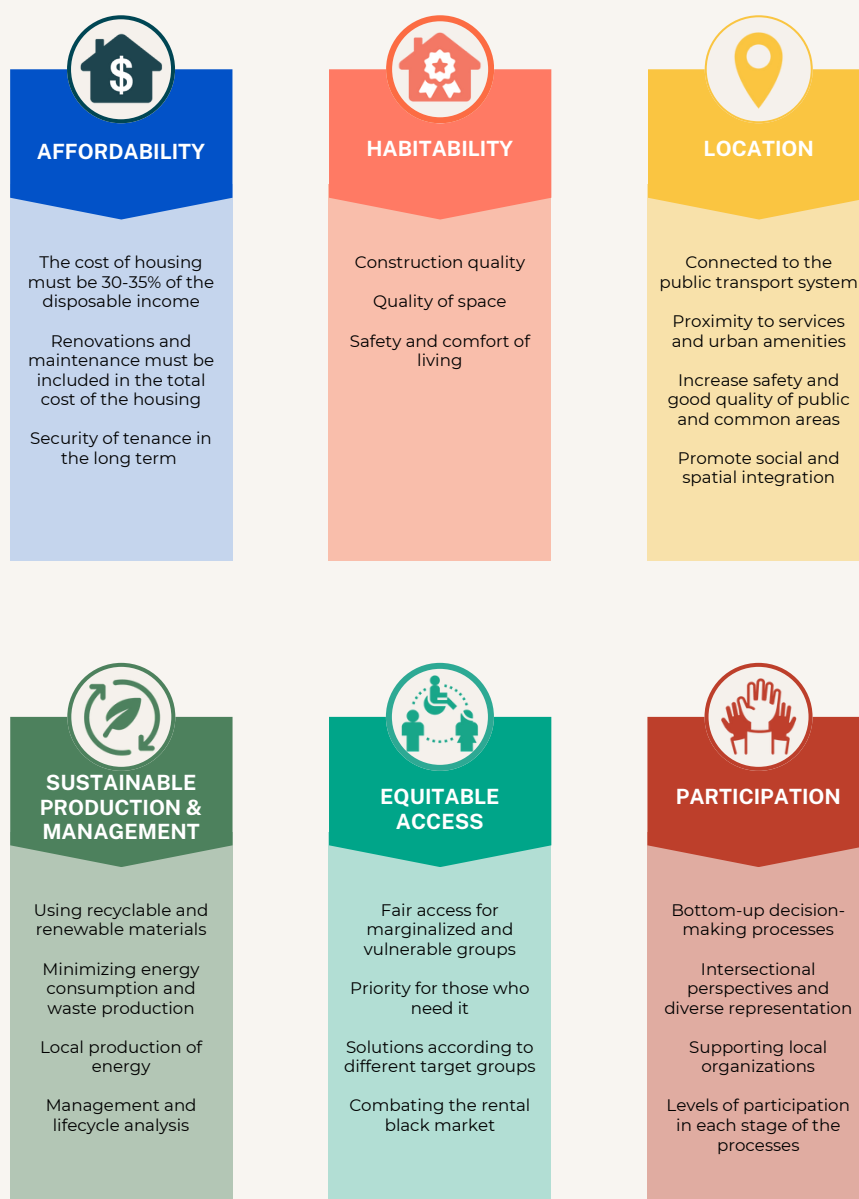 $
AFFORDABILITY
The cost of housing
must be 30-35% of the
disposable income
Renovations and
maintenance must be
included in the total
cost of the housing
Security of tenance in
the long term
HABITABILITY
Construction quality
Quality of space
Safety and comfort of
living
LOCATION
Connected to the
public transport system
Proximity to services
and urban amenities
Increase safety and
good quality of public
and common areas
Promote social and
spatial integration
SUSTAINABLE
PRODUCTION &
MANAGEMENT
Using recyclable and
renewable materials
Minimizing energy
consumption and
waste production
Local production of
energy
Management and
lifecycle analysis
EQUITABLE
ACCESS
Fair access for
marginalized and
vulnerable groups
Priority for those who
need it
Solutions according to
different target groups
Combating the rental
black market
PARTICIPATION
Bottom-up decision-
making processes
Intersectional
perspectives and
diverse representation
Supporting local
organizations
Levels of participation
in each stage of the
processes